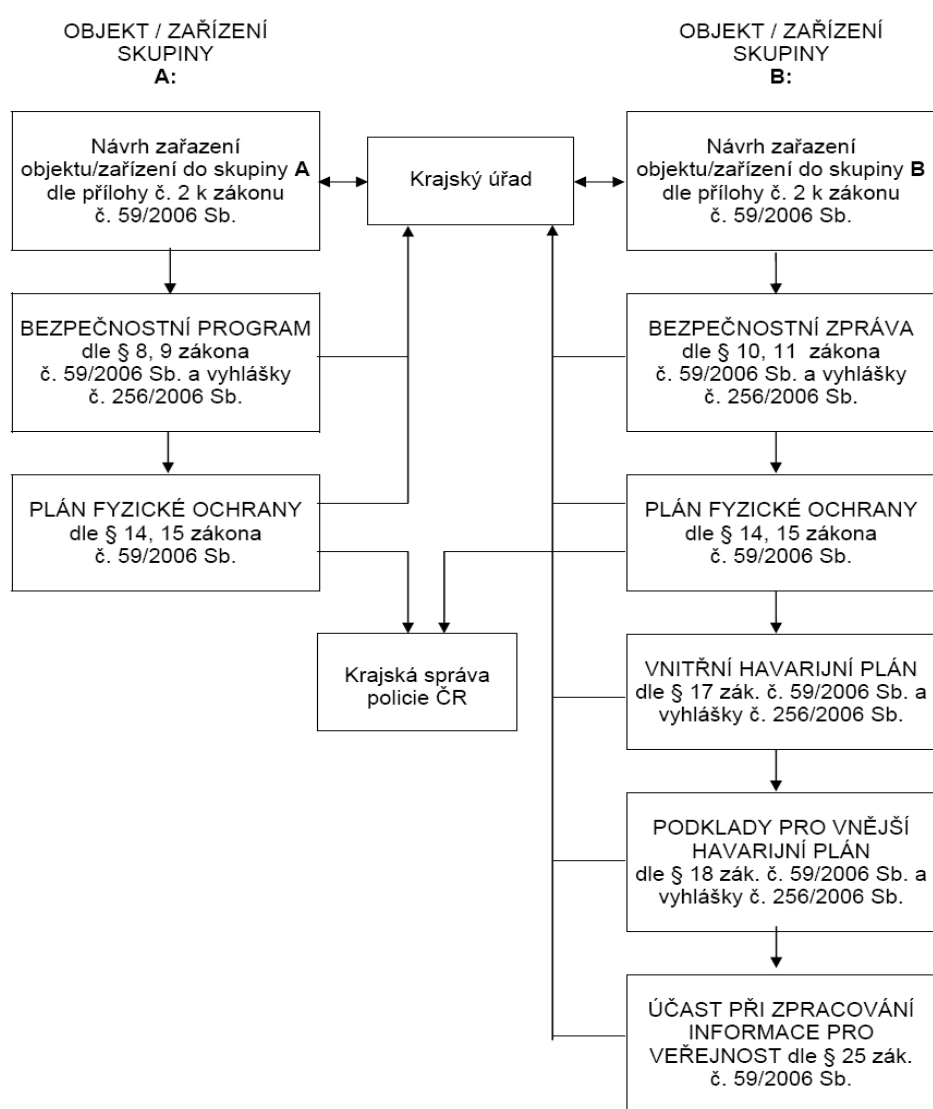 OBJEKT / ZAŘÍZENÍ
SKUPINY
A:
Návrh zařazení
objektu/zařízení do skupiny A
dle přílohy č. 2 k zákonu
č. 59/2006 Sb.
BEZPEČNOSTNÍ PROGRAM
dle § 8, 9 zákona
č. 59/2006 Sb. a vyhlášky
č. 256/2006 Sb.
PLÁN FYZICKÉ OCHRANY
dle § 14, 15 zákona
č. 59/2006 Sb.
Krajský úřad
Krajská správa
policie ČR
OBJEKT / ZAŘÍZENÍ
SKUPINY
B:
Návrh zařazení
objektu/zařízení do skupiny B
dle přílohy č. 2 k zákonu
č. 59/2006 Sb.
BEZPEČNOSTNÍ ZPRÁVA
dle § 10, 11 zákona
č. 59/2006 Sb. a vyhlášky
č. 256/2006 Sb.
PLÁN FYZICKÉ OCHRANY
dle § 14, 15 zákona
č. 59/2006 Sb.
VNITŘNÍ HAVARIJNÍ PLÁN
dle § 17 zák. č. 59/2006 Sb. a
vyhlášky č. 256/2006 Sb.
PODKLADY PRO VNĚJŠÍ
HAVARIJNÍ PLÁN
dle § 18 zák. č. 59/2006 Sb. a
vyhlášky č. 256/2006 Sb.
ÚČAST PŘI ZPRACOVÁNÍ
INFORMACE PRO
VEŘEJNOST dle § 25 zák.
č. 59/2006 Sb.